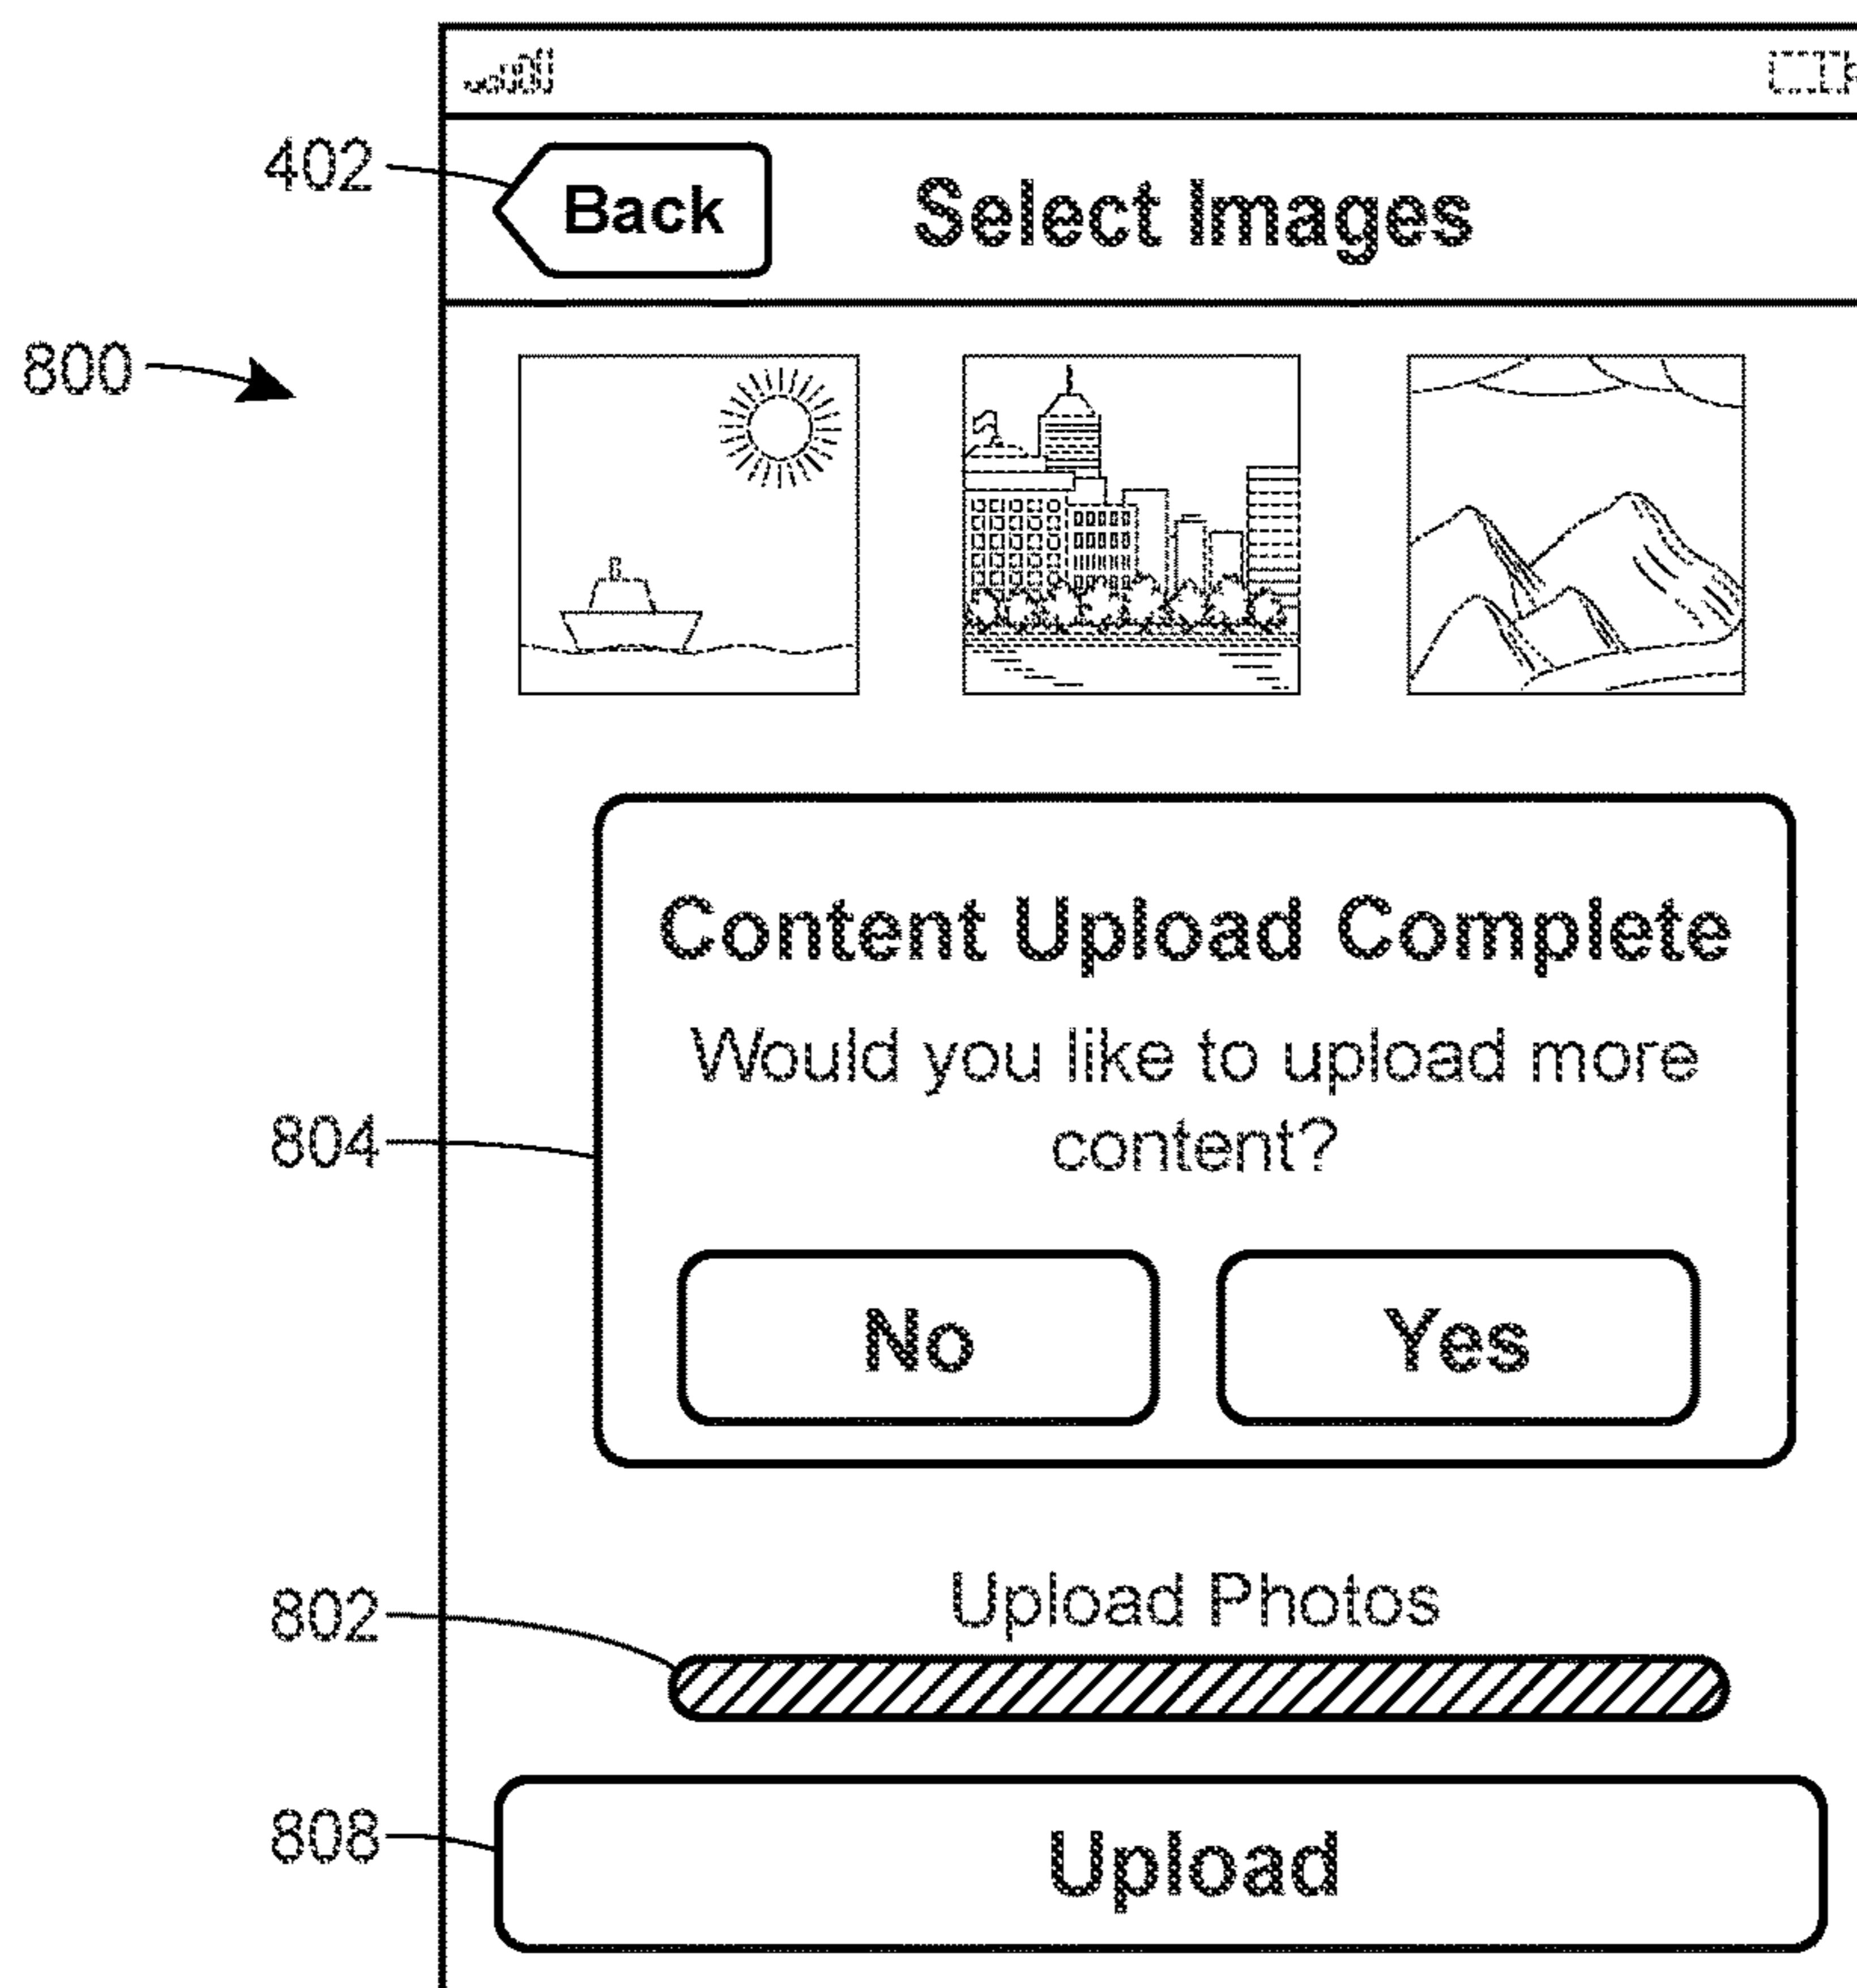 402
Back
Select Images
800
Content Upload Complete
Would you like to upload more
content?
804
No
Yes
Upload Photos
802
808
Upload